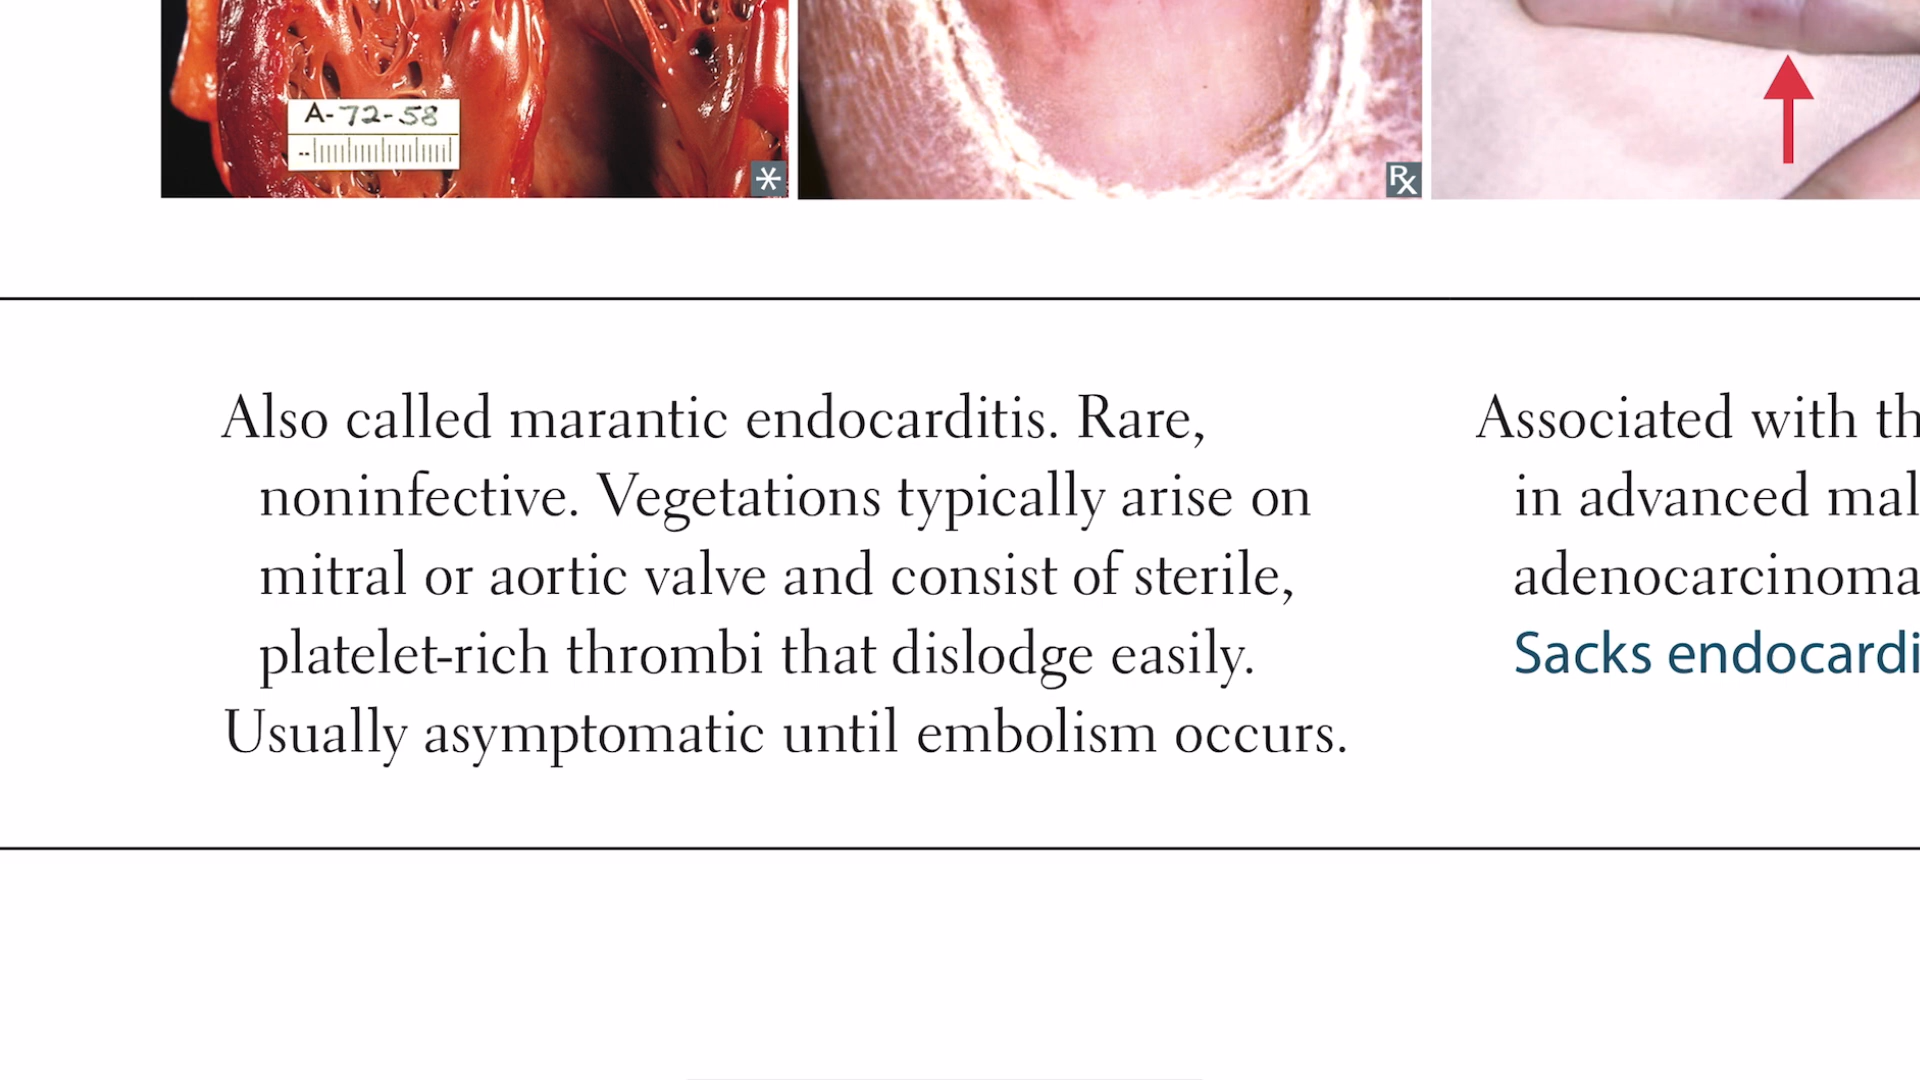 A-72-58
*
Rx
Also called marantic endocarditis. Rare,
noninfective. Vegetations typically arise on
mitral or aortic valve and consist of sterile,
platelet-rich thrombi that dislodge easily.
Usually asymptomatic until embolism occurs.
Associated with th
in advanced mal
adenocarcinoma
Sacks endocardi